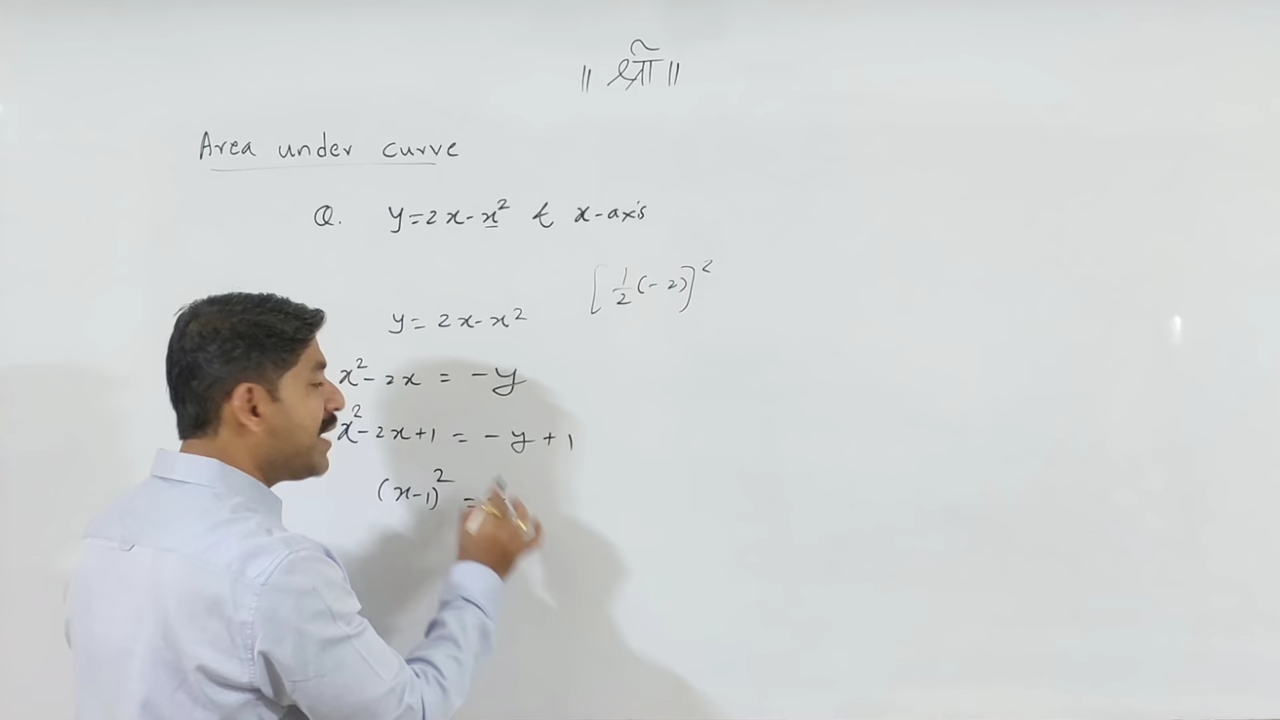 ॥ श्री ॥
Area under curve
Q. y=2x-x² & x-axis
[½(-2)]²
y= 2x-x²
x²-2x = -y
x²-2x+1 = -y+1
(x-1)² =